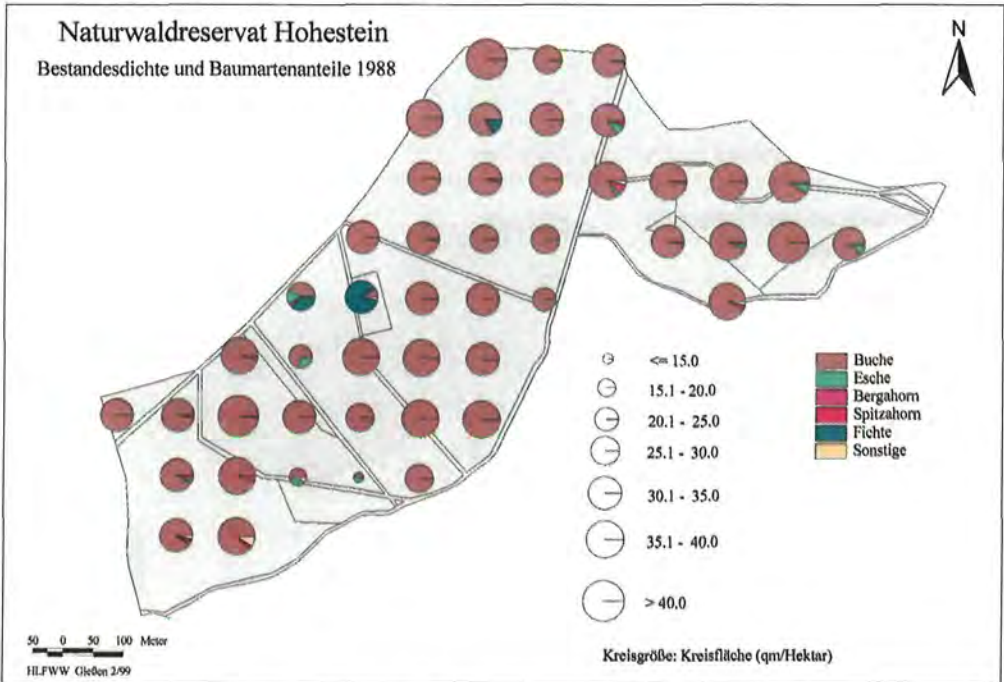 Naturwaldreservat Hohestein
Bestandesdichte und Baumartenanteile 1988
N
<= 15.0
15.1 - 20.0
20.1 - 25.0
25.1 - 30.0
30.1 - 35.0
35.1 - 40.0
> 40.0
Buche
Esche
Bergahorn
Spitzahorn
Fichte
Sonstige
50 0 50 100 Meter
HLFWW Gießen 2/99
Kreisgröße: Kreisfläche (qm/Hektar)